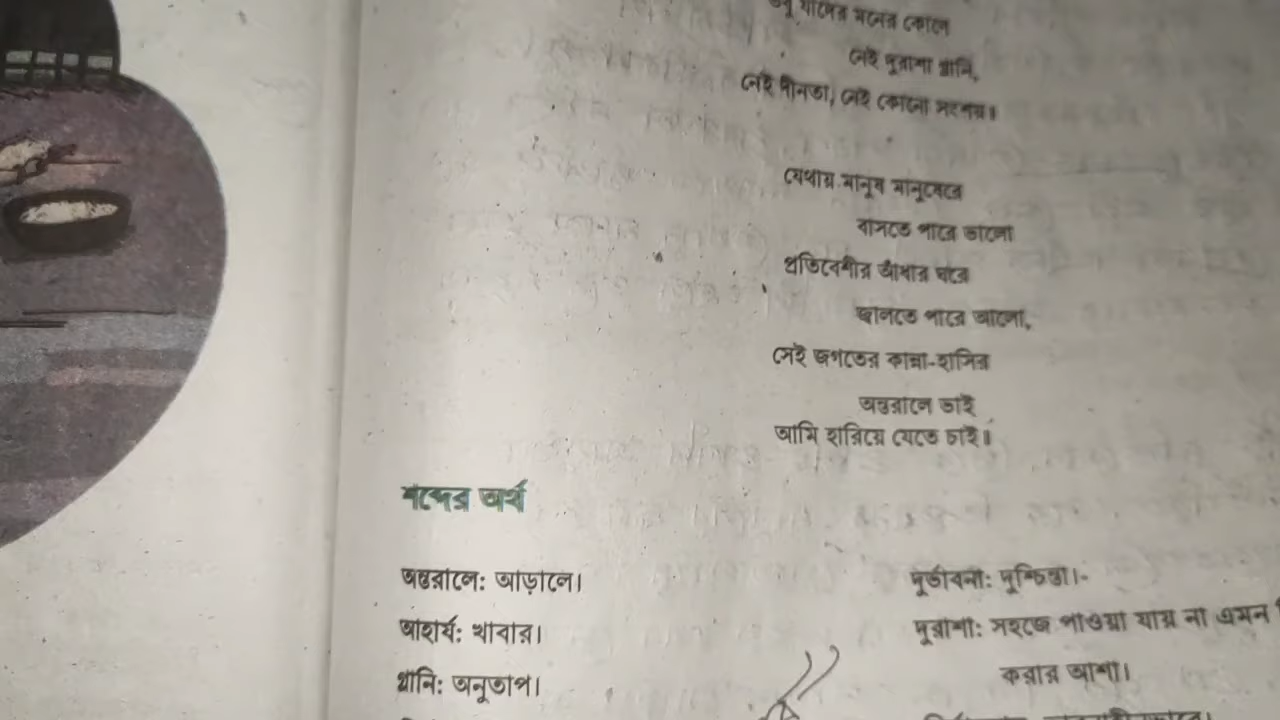 মনের কোণে
নেই দুরাশা গ্লানি,
নেই দীনতা, নেই কোনো সংশয়।
যেথায় মানুষ মানুষেরে
বাসতে পারে ভালো
প্রতিবেশীর আঁধার ঘরে
জ্বালতে পারে আলো,
সেই জগতের কান্না-হাসির
অন্তরালে ভাই
আমি হারিয়ে যেতে চাই।
শব্দের অর্থ
অন্তরালে: আড়ালে।
আহার্য: খাবার।
গ্লানি: অনুতাপ।
দুর্ভাবনা: দুশ্চিন্তা।
দুরাশা: সহজে পাওয়া যায় না এমন
করার আশা।